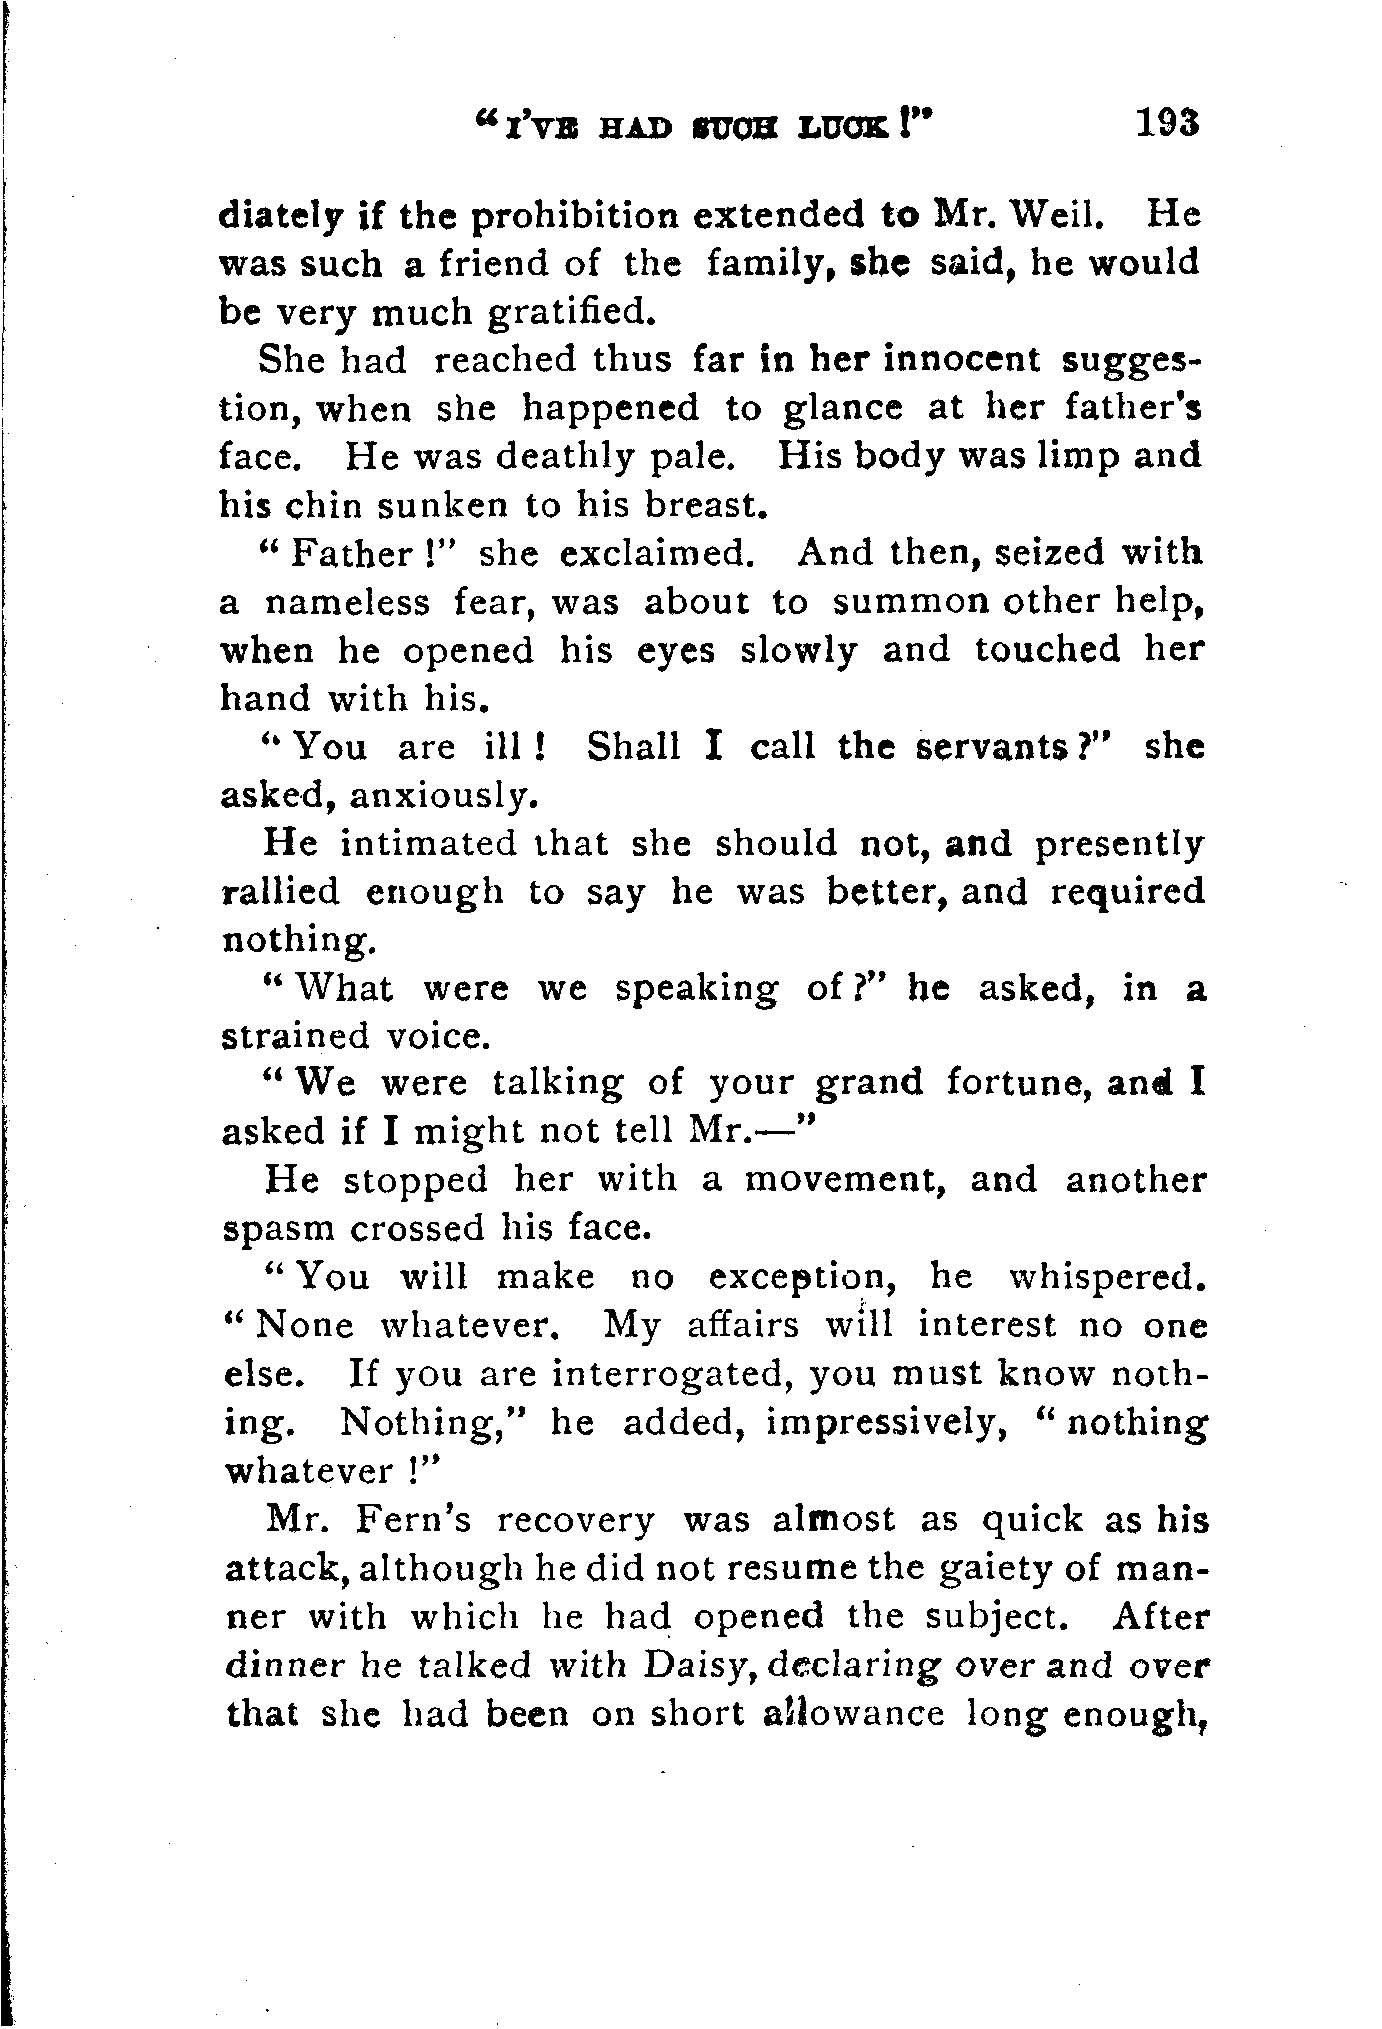 "I'VE HAD SUCH LUCK!" 193
diately if the prohibition extended to Mr. Weil. He
was such a friend of the family, she said, he would
be very much gratified.
She had reached thus far in her innocent sugges-
tion, when she happened to glance at her father's
face. He was deathly pale. His body was limp and
his chin sunken to his breast.
"Father!" she exclaimed. And then, seized with
a nameless fear, was about to summon other help,
when he opened his eyes slowly and touched her
hand with his.
"You are ill! Shall I call the servants?" she
asked, anxiously.
He intimated that she should not, and presently
rallied enough to say he was better, and required
nothing.
"What were we speaking of?" he asked, in a
strained voice.
"We were talking of your grand fortune, and I
asked if I might not tell Mr.—"
He stopped her with a movement, and another
spasm crossed his face.
"You will make no exception, he whispered.
"None whatever. My affairs will interest no one
else. If you are interrogated, you must know noth-
ing. Nothing," he added, impressively, "nothing
whatever!"
Mr. Fern's recovery was almost as quick as his
attack, although he did not resume the gaiety of man-
ner with which he had opened the subject. After
dinner he talked with Daisy, declaring over and over
that she had been on short allowance long enough,